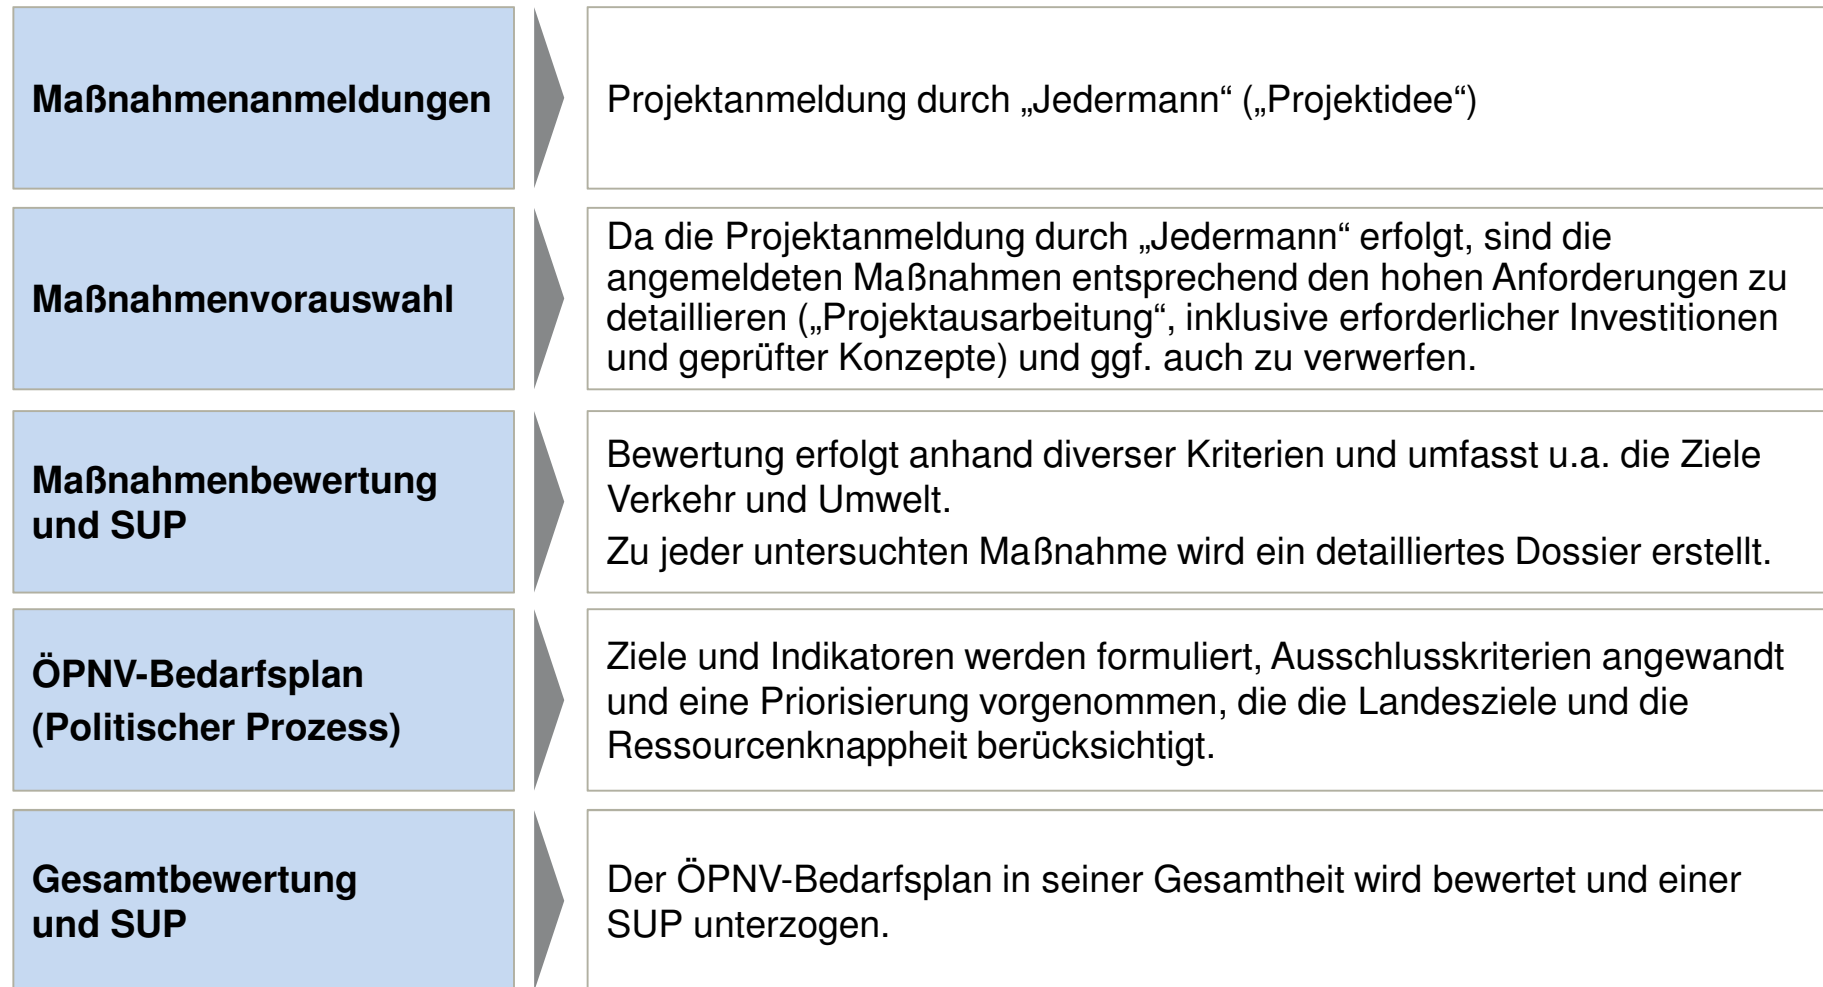 Maßnahmenanmeldungen
Projektanmeldung durch „Jedermann“ („Projektidee“)
Maßnahmenvorauswahl
Da die Projektanmeldung durch „Jedermann“ erfolgt, sind die
angemeldeten Maßnahmen entsprechend den hohen Anforderungen zu
detaillieren („Projektausarbeitung“, inklusive erforderlicher Investitionen
und geprüfter Konzepte) und ggf. auch zu verwerfen.
Maßnahmenbewertung
und SUP
Bewertung erfolgt anhand diverser Kriterien und umfasst u.a. die Ziele
Verkehr und Umwelt.
Zu jeder untersuchten Maßnahme wird ein detailliertes Dossier erstellt.
ÖPNV-Bedarfsplan
(Politischer Prozess)
Ziele und Indikatoren werden formuliert, Ausschlusskriterien angewandt
und eine Priorisierung vorgenommen, die die Landesziele und die
Ressourcenknappheit berücksichtigt.
Gesamtbewertung
und SUP
Der ÖPNV-Bedarfsplan in seiner Gesamtheit wird bewertet und einer
SUP unterzogen.